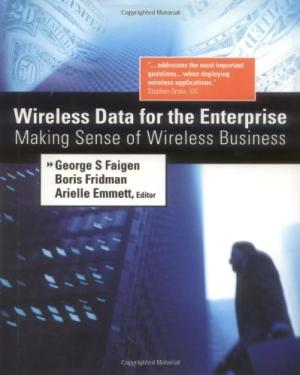 "... addresses the most important
questions... when deploying
wireless applications."
Stephen Drake, IDC
Wireless Data for the Enterprise
Making Sense of Wireless Business
»George S Faigen
Boris Fridman
Arielle Emmett, Editor
Copyrighted Material